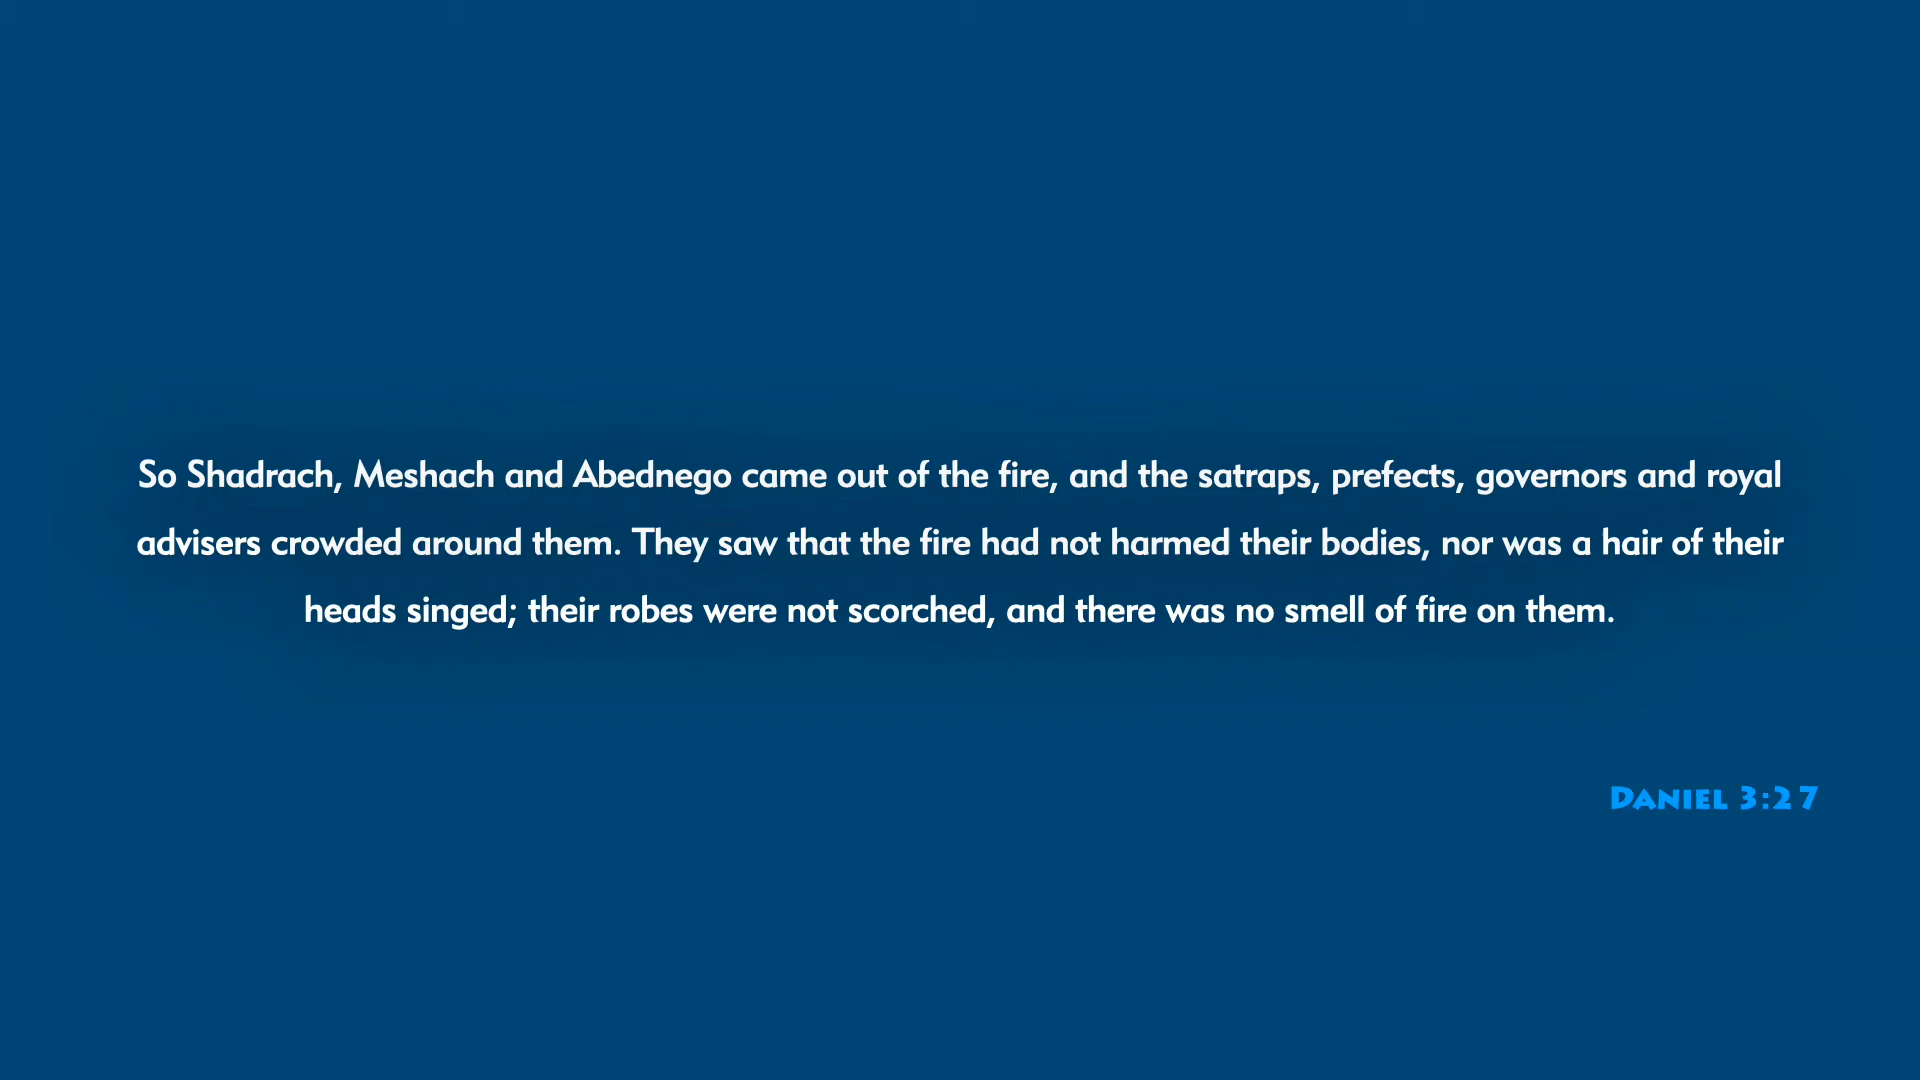 So Shadrach, Meshach and Abednego came out of the fire, and the satraps, prefects, governors and royal
advisers crowded around them. They saw that the fire had not harmed their bodies, nor was a hair of their
heads singed; their robes were not scorched, and there was no smell of fire on them.
Daniel 3:27